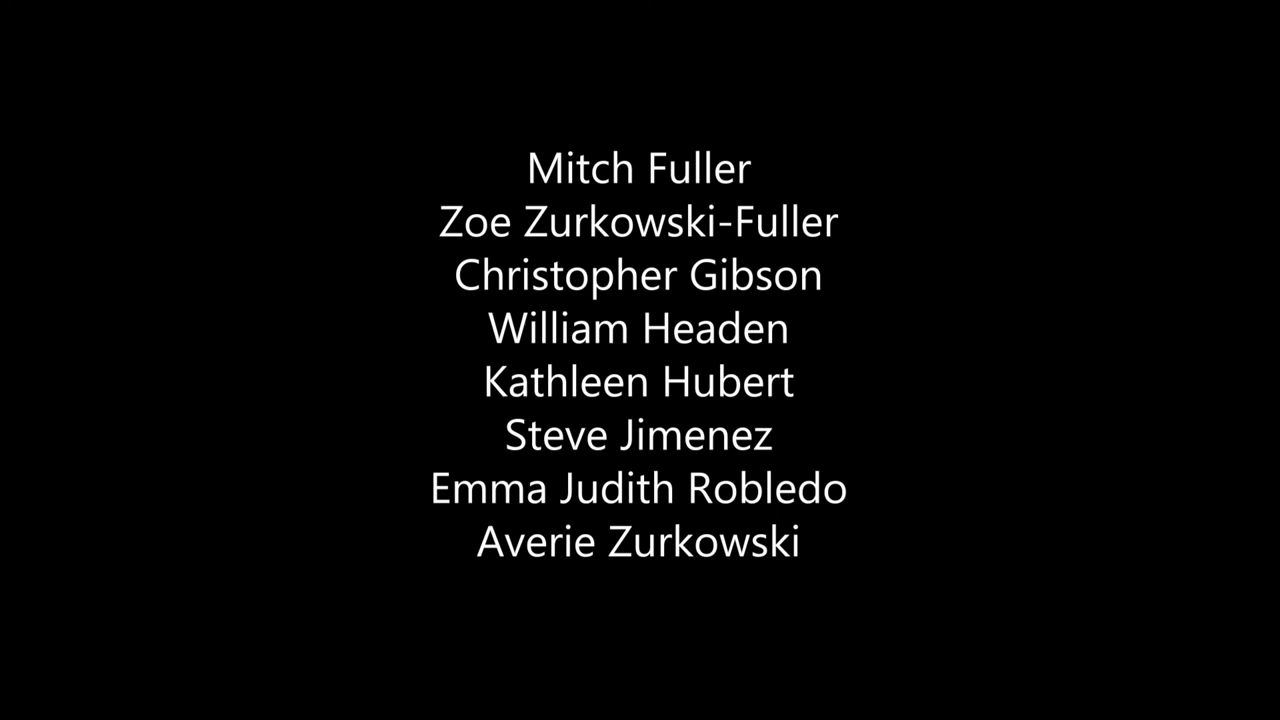 Mitch Fuller
Zoe Zurkowski-Fuller
Christopher Gibson
William Headen
Kathleen Hubert
Steve Jimenez
Emma Judith Robledo
Averie Zurkowski